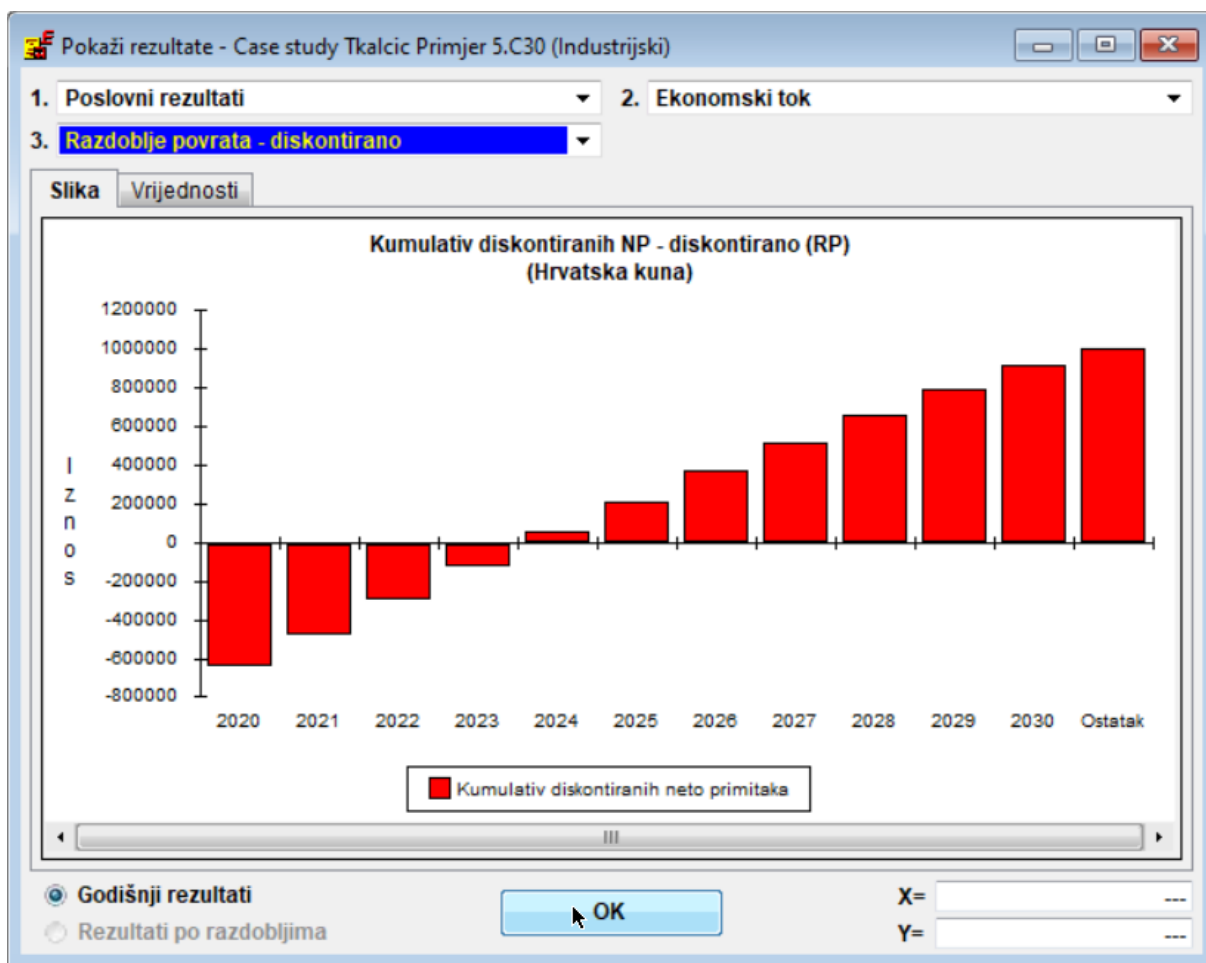 Pokaži rezultate - Case study Tkalcic Primjer 5.C30 (Industrijski)
1. Poslovni rezultati 2. Ekonomski tok
3. Razdoblje povrata - diskontirano
Slika Vrijednosti
Kumulativ diskontiranih NP - diskontirano (RP)
(Hrvatska kuna)
1200000
1000000
800000
600000
400000
200000
0
-200000
-400000
-600000
-800000
Iznos
2020 2021 2022 2023 2024 2025 2026 2027 2028 2029 2030 Ostatak
Kumulativ diskontiranih neto primitaka
Godišnji rezultati OK X= ---
Rezultati po razdobljima Y= ---